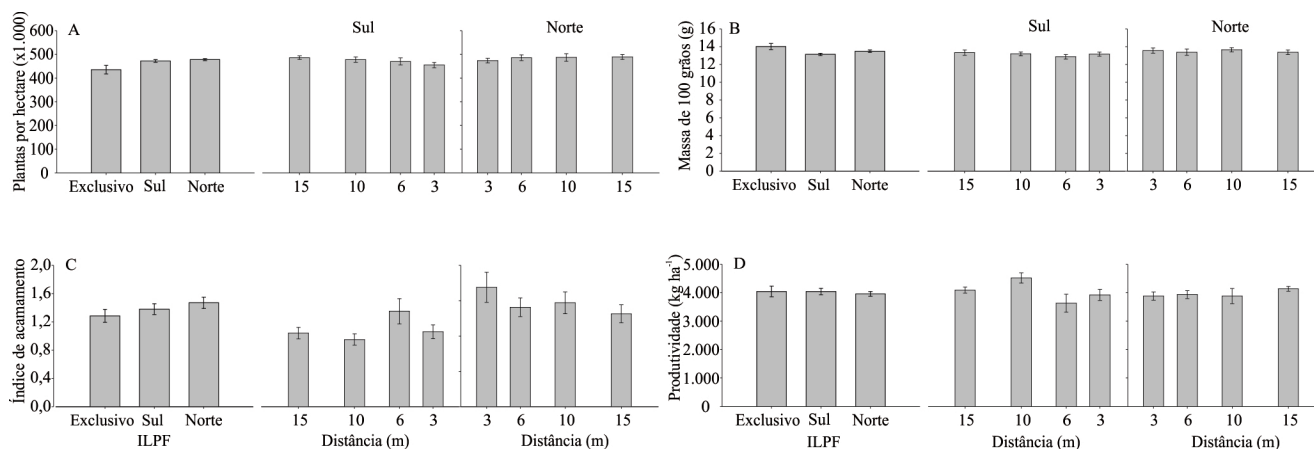 A
Sul
Norte
Plantas por hectare (x1.000)
600
500
400
300
200
100
0
Exclusivo Sul Norte
15 10 6 3
3 6 10 15
B
Sul
Norte
Massa de 100 grãos (g)
16
14
12
10
8
6
4
2
0
Exclusivo Sul Norte
15 10 6 3
3 6 10 15
C
Índice de acamamento
2,0
1,6
1,2
0,8
0,4
0,0
Exclusivo Sul Norte
15 10 6 3
3 6 10 15
ILPF
Distância (m)
Distância (m)
D
Produtividade (kg ha⁻¹)
5.000
4.000
3.000
2.000
1.000
0
Exclusivo Sul Norte
15 10 6 3
3 6 10 15
ILPF
Distância (m)
Distância (m)